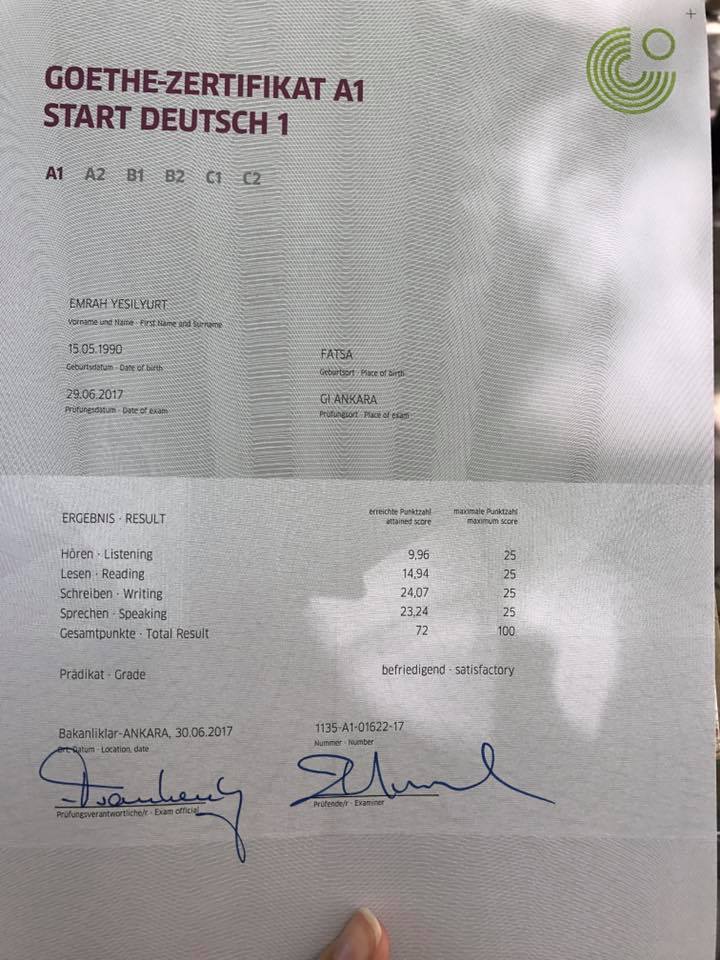 GOETHE-ZERTIFIKAT A1
START DEUTSCH 1
A1 A2 B1 B2 C1 C2
EMRAH YESILYURT
Vorname und Name · First Name and Surname
15.05.1990
Geburtsdatum · Date of birth
FATSA
Geburtsort · Place of birth
29.06.2017
Prüfungsdatum · Date of exam
GI ANKARA
Prüfungsort · Place of exam
ERGEBNIS · RESULT
erreichte Punktzahl maximale Punktzahl
attained score maximum score
Hören · Listening 9,96 25
Lesen · Reading 14,94 25
Schreiben · Writing 24,07 25
Sprechen · Speaking 23,24 25
Gesamtpunkte · Total Result 72 100
Prädikat · Grade befriedigend · satisfactory
Bakanliklar-ANKARA, 30.06.2017
Ort, Datum · Location, date
1135-A1-01622-17
Nummer · Number
Prüfungsverantwortliche/r · Exam official
Prüfende/r · Examiner